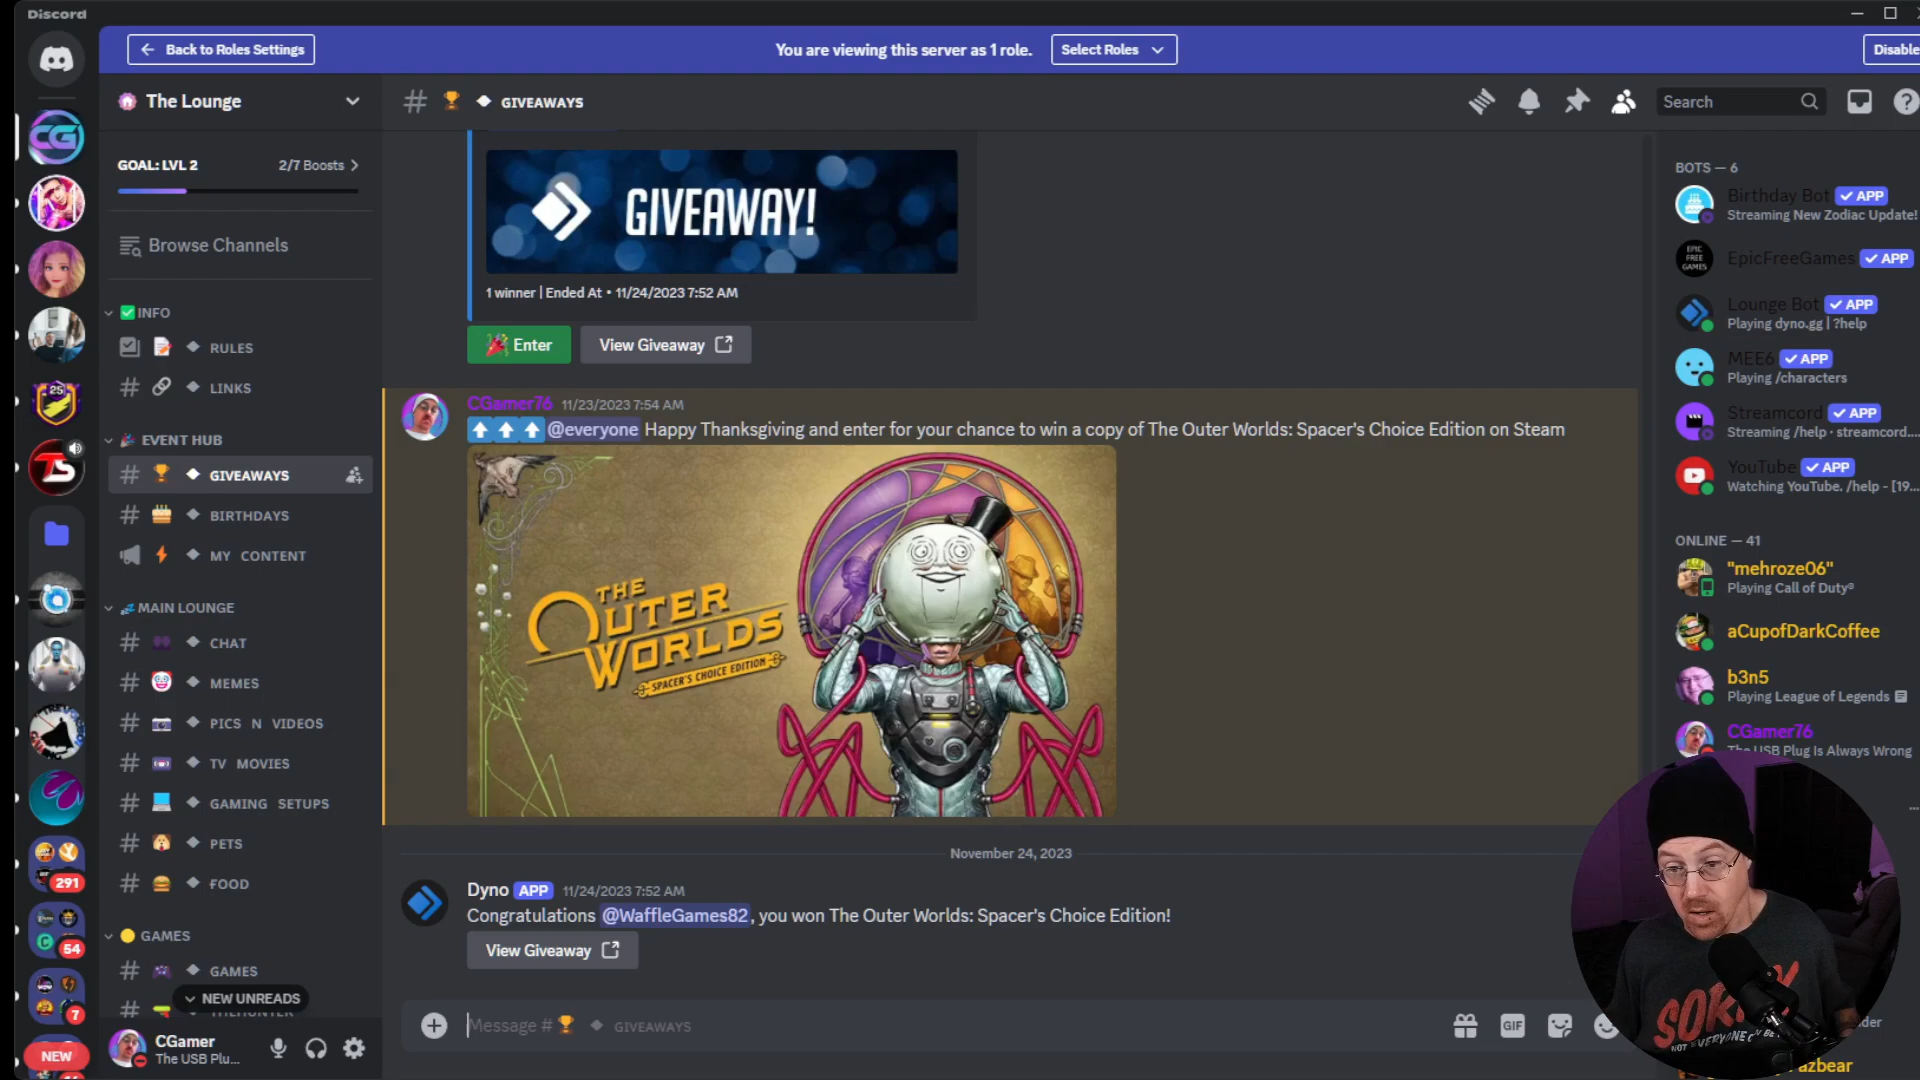 Discord
Back to Roles Settings
You are viewing this server as 1 role.
Select Roles
Disable
The Lounge
GIVEAWAYS
Search
GOAL: LVL 2
2/7 Boosts
Browse Channels
INFO
RULES
LINKS
EVENT HUB
GIVEAWAYS
BIRTHDAYS
MY CONTENT
MAIN LOUNGE
CHAT
MEMES
PICS N VIDEOS
TV MOVIES
GAMING SETUPS
PETS
FOOD
GAMES
GAMES
NEW UNREADS
CGamer
The USB Plu...
CG
25
TS
291
54
7
NEW
GIVEAWAY!
1 winner | Ended At • 11/24/2023 7:52 AM
Enter
View Giveaway
CGamer76 11/23/2023 7:54 AM
@everyone Happy Thanksgiving and enter for your chance to win a copy of The Outer Worlds: Spacer's Choice Edition on Steam
THE
OUTER
WORLDS
SPACER'S CHOICE EDITION
November 24, 2023
Dyno APP 11/24/2023 7:52 AM
Congratulations @WaffleGames82, you won The Outer Worlds: Spacer's Choice Edition!
View Giveaway
Message # GIVEAWAYS
GIF
BOTS — 6
Birthday Bot APP
Streaming New Zodiac Update!
EPIC
FREE
GAMES
EpicFreeGames APP
Lounge Bot APP
Playing dyno.gg | ?help
MEE6 APP
Playing /characters
Streamcord APP
Streaming /help · streamcord....
YouTube APP
Watching YouTube. /help - [19...
ONLINE — 41
"mehroze06"
Playing Call of Duty®
aCupofDarkCoffee
b3n5
Playing League of Legends
CGamer76
The USB Plug Is Always Wrong